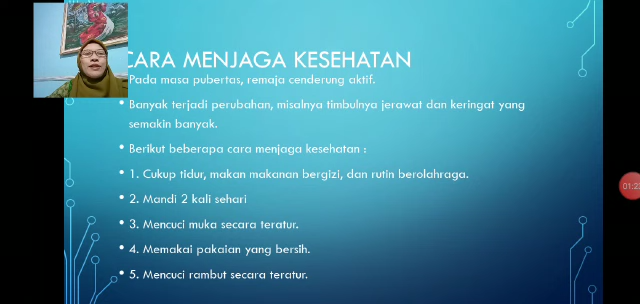 CARA MENJAGA KESEHATAN
Pada masa pubertas, remaja cenderung aktif.
• Banyak terjadi perubahan, misalnya timbulnya jerawat dan keringat yang
semakin banyak.
• Berikut beberapa cara menjaga kesehatan :
• 1. Cukup tidur, makan makanan bergizi, dan rutin berolahraga.
• 2. Mandi 2 kali sehari
• 3. Mencuci muka secara teratur.
• 4. Memakai pakaian yang bersih.
• 5. Mencuci rambut secara teratur.